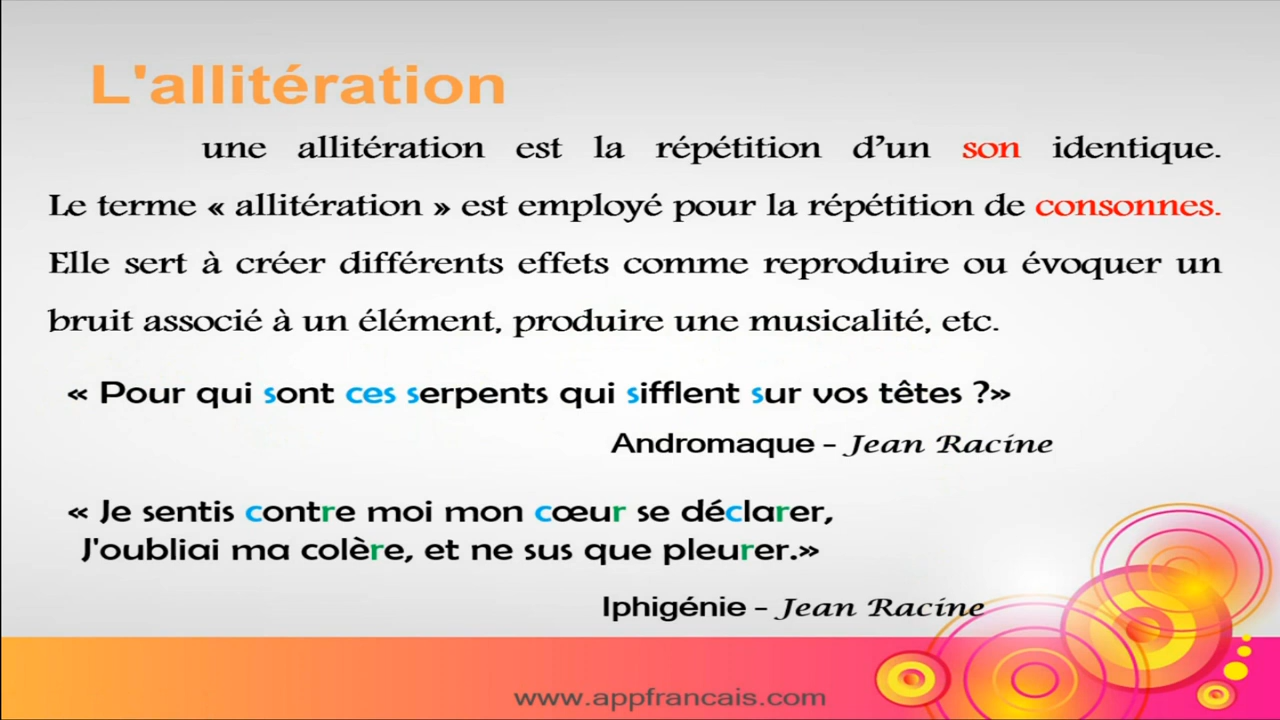 L'allitération
une allitération est la répétition d’un son identique.
Le terme « allitération » est employé pour la répétition de consonnes.
Elle sert à créer différents effets comme reproduire ou évoquer un
bruit associé à un élément, produire une musicalité, etc.
« Pour qui sont ces serpents qui sifflent sur vos têtes ?»
Andromaque – Jean Racine
« Je sentis contre moi mon cœur se déclarer,
J'oubliai ma colère, et ne sus que pleurer.»
Iphigénie – Jean Racine
www.appfrancais.com